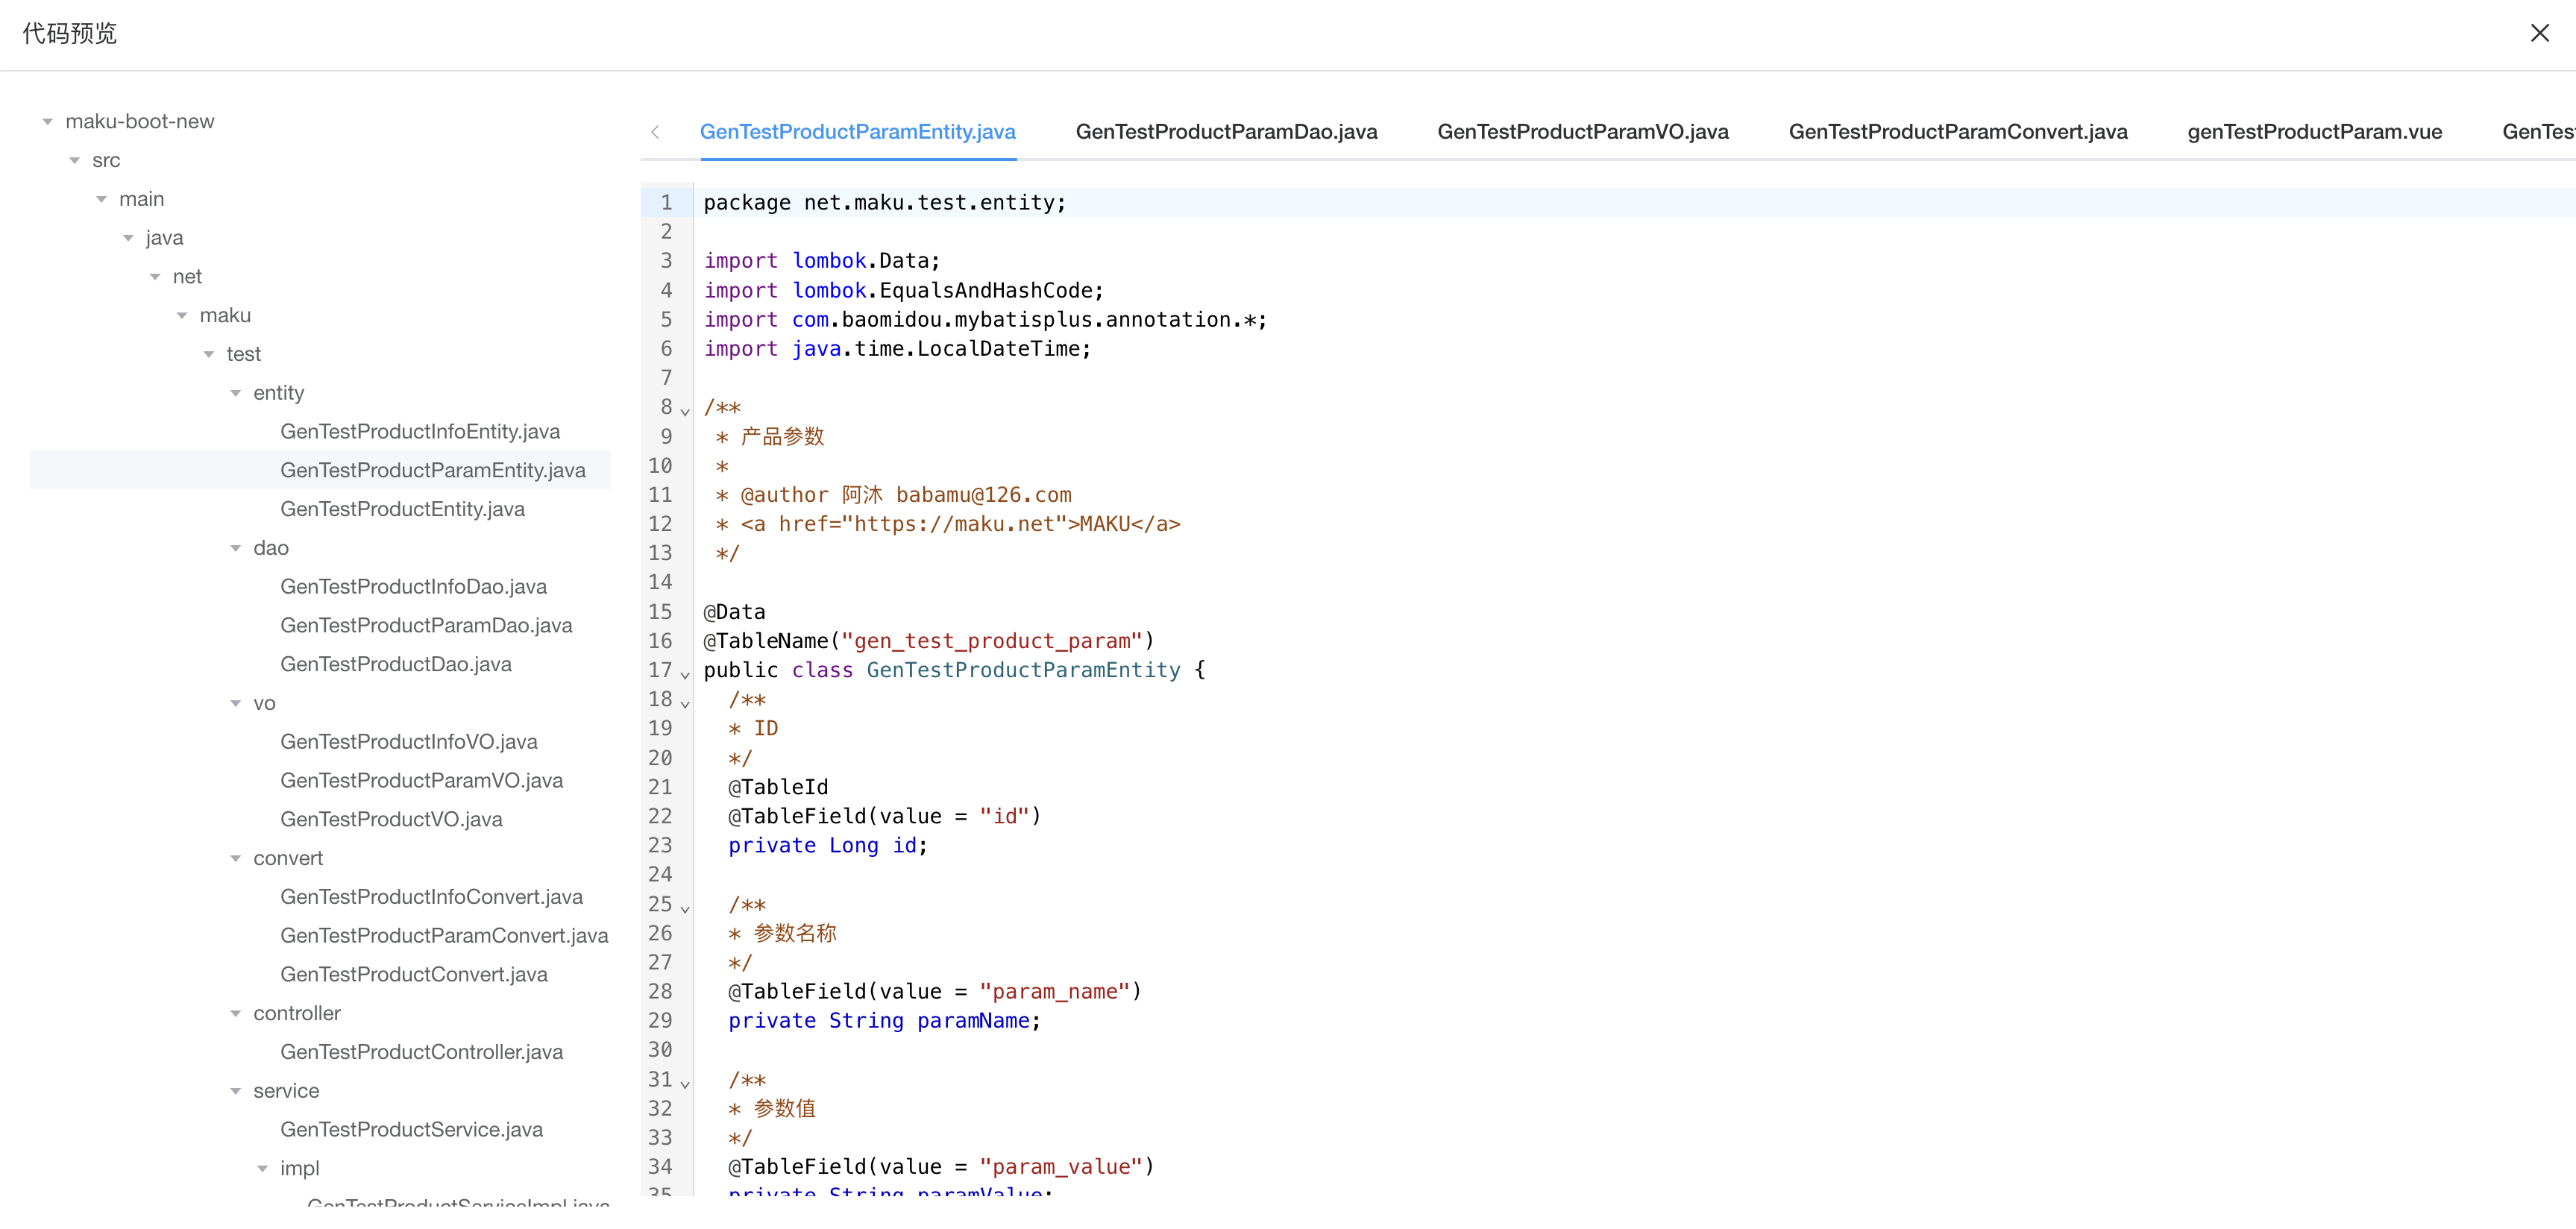 代码预览
maku-boot-new
src
main
java
net
maku
test
entity
GenTestProductInfoEntity.java
GenTestProductParamEntity.java
GenTestProductEntity.java
dao
GenTestProductInfoDao.java
GenTestProductParamDao.java
GenTestProductDao.java
vo
GenTestProductInfoVO.java
GenTestProductParamVO.java
GenTestProductVO.java
convert
GenTestProductInfoConvert.java
GenTestProductParamConvert.java
GenTestProductConvert.java
controller
GenTestProductController.java
service
GenTestProductService.java
impl
GenTestProductServiceImpl.java
GenTestProductParamEntity.java GenTestProductParamDao.java GenTestProductParamVO.java GenTestProductParamConvert.java genTestProductParam.vue GenTes
1 package net.maku.test.entity;
2
3 import lombok.Data;
4 import lombok.EqualsAndHashCode;
5 import com.baomidou.mybatisplus.annotation.*;
6 import java.time.LocalDateTime;
7
8 /**
9 * 产品参数
10 *
11 * @author 阿沐 babamu@126.com
12 * <a href="https://maku.net">MAKU</a>
13 */
14
15 @Data
16 @TableName("gen_test_product_param")
17 public class GenTestProductParamEntity {
18 /**
19 * ID
20 */
21 @TableId
22 @TableField(value = "id")
23 private Long id;
24
25 /**
26 * 参数名称
27 */
28 @TableField(value = "param_name")
29 private String paramName;
30
31 /**
32 * 参数值
33 */
34 @TableField(value = "param_value")
35 private String paramValue;